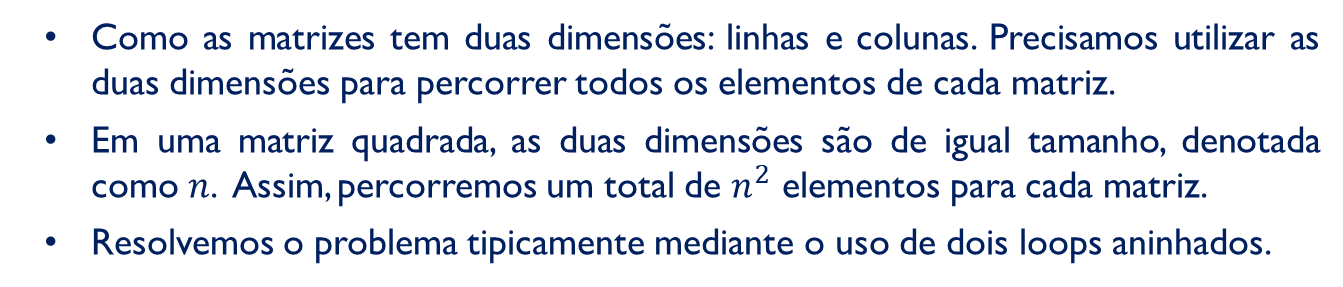 • Como as matrizes tem duas dimensões: linhas e colunas. Precisamos utilizar as
duas dimensões para percorrer todos os elementos de cada matriz.
• Em uma matriz quadrada, as duas dimensões são de igual tamanho, denotada
como n. Assim, percorremos um total de n² elementos para cada matriz.
• Resolvemos o problema tipicamente mediante o uso de dois loops aninhados.